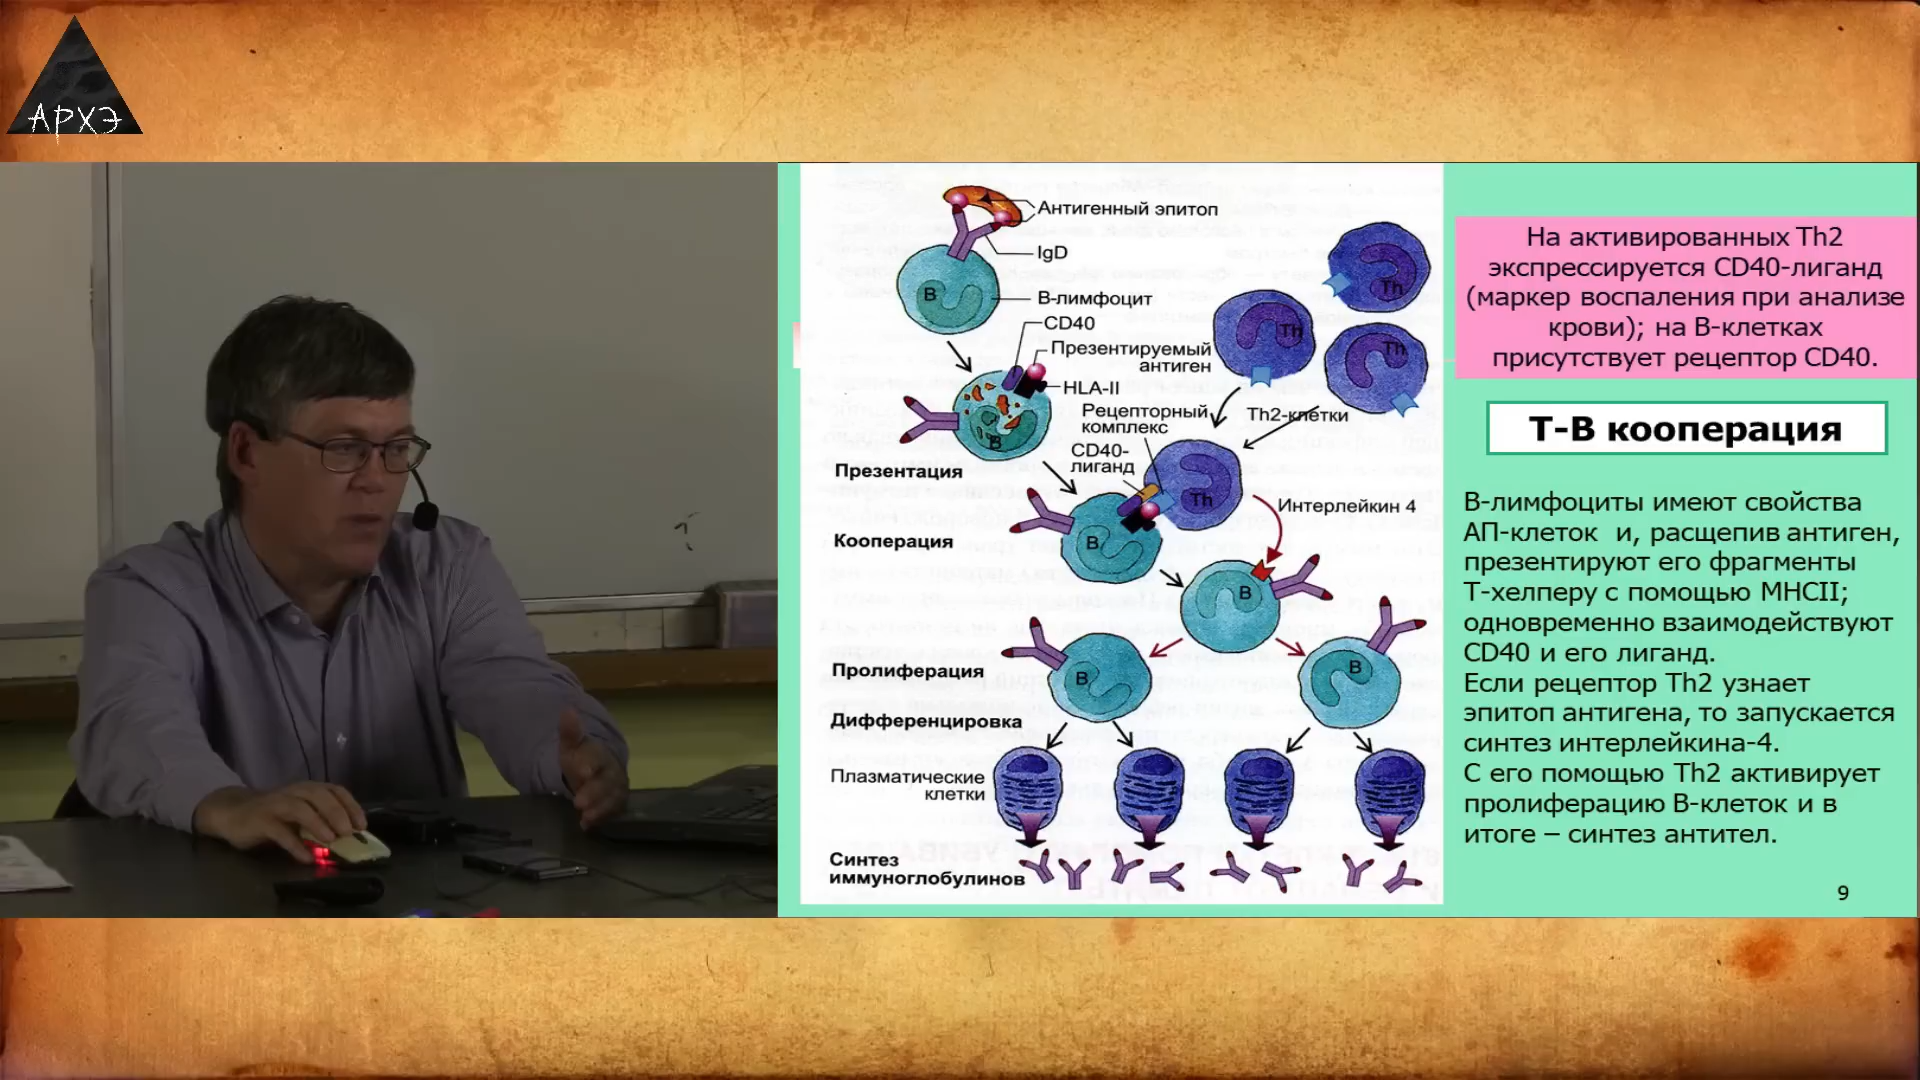 АРХЭ
Антигенный эпитоп
IgD
В
В-лимфоцит
CD40
Презентируемый
антиген
HLA-II
Рецепторный
комплекс
CD40-
лиганд
В
Th
Th
Th
Th2-клетки
Презентация
Th
Интерлейкин 4
Кооперация
В
В
Пролиферация
В
В
Дифференцировка
Плазматические
клетки
Синтез
иммуноглобулинов
На активированных Th2
экспрессируется CD40-лиганд
(маркер воспаления при анализе
крови); на В-клетках
присутствует рецептор CD40.
Т-В кооперация
В-лимфоциты имеют свойства
АП-клеток и, расщепив антиген,
презентируют его фрагменты
Т-хелперу с помощью MHCII;
одновременно взаимодействуют
CD40 и его лиганд.
Если рецептор Th2 узнает
эпитоп антигена, то запускается
синтез интерлейкина-4.
С его помощью Th2 активирует
пролиферацию В-клеток и в
итоге – синтез антител.
9